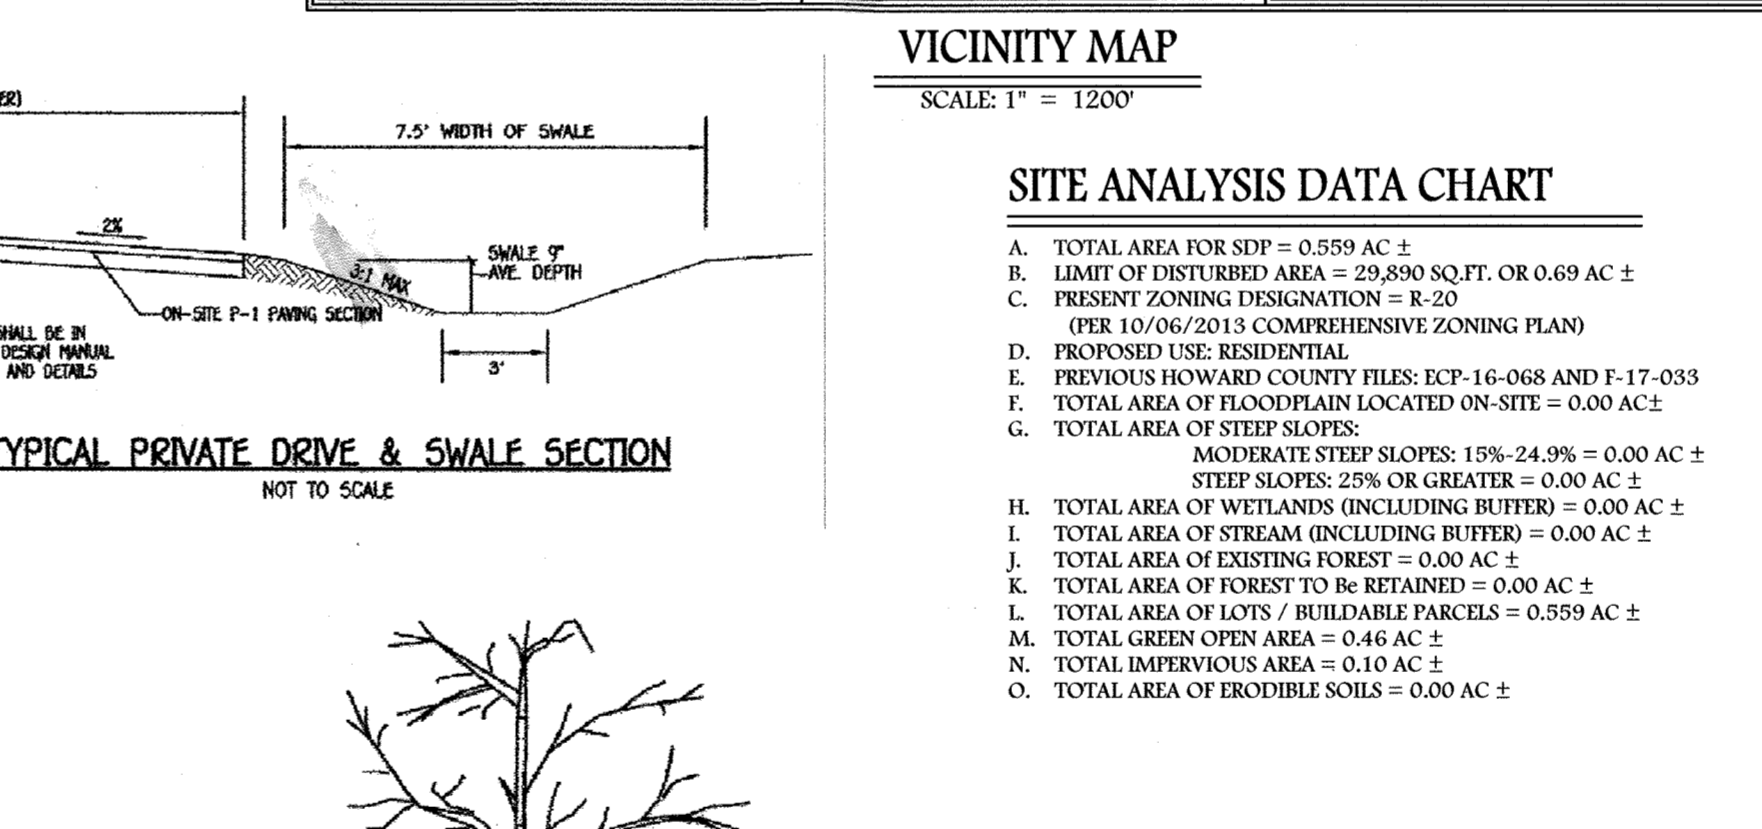 VICINITY MAP
SCALE: 1" = 1200'
ER)
7.5' WIDTH OF SWALE
2%
SWALE 9"
AVE. DEPTH
3:1 MAX
ON-SITE P-1 PAVING SECTION
SHALL BE IN
DESIGN MANUAL
AND DETAILS
3'
YPICAL PRIVATE DRIVE & SWALE SECTION
NOT TO SCALE
SITE ANALYSIS DATA CHART
A. TOTAL AREA FOR SDP = 0.559 AC ±
B. LIMIT OF DISTURBED AREA = 29,890 SQ.FT. OR 0.69 AC ±
C. PRESENT ZONING DESIGNATION = R-20
(PER 10/06/2013 COMPREHENSIVE ZONING PLAN)
D. PROPOSED USE: RESIDENTIAL
E. PREVIOUS HOWARD COUNTY FILES: ECP-16-068 AND F-17-033
F. TOTAL AREA OF FLOODPLAIN LOCATED 0N-SITE = 0.00 AC±
G. TOTAL AREA OF STEEP SLOPES:
MODERATE STEEP SLOPES: 15%-24.9% = 0.00 AC ±
STEEP SLOPES: 25% OR GREATER = 0.00 AC ±
H. TOTAL AREA OF WETLANDS (INCLUDING BUFFER) = 0.00 AC ±
I. TOTAL AREA OF STREAM (INCLUDING BUFFER) = 0.00 AC ±
J. TOTAL AREA Of EXISTING FOREST = 0.00 AC ±
K. TOTAL AREA OF FOREST TO Be RETAINED = 0.00 AC ±
L. TOTAL AREA OF LOTS / BUILDABLE PARCELS = 0.559 AC ±
M. TOTAL GREEN OPEN AREA = 0.46 AC ±
N. TOTAL IMPERVIOUS AREA = 0.10 AC ±
O. TOTAL AREA OF ERODIBLE SOILS = 0.00 AC ±